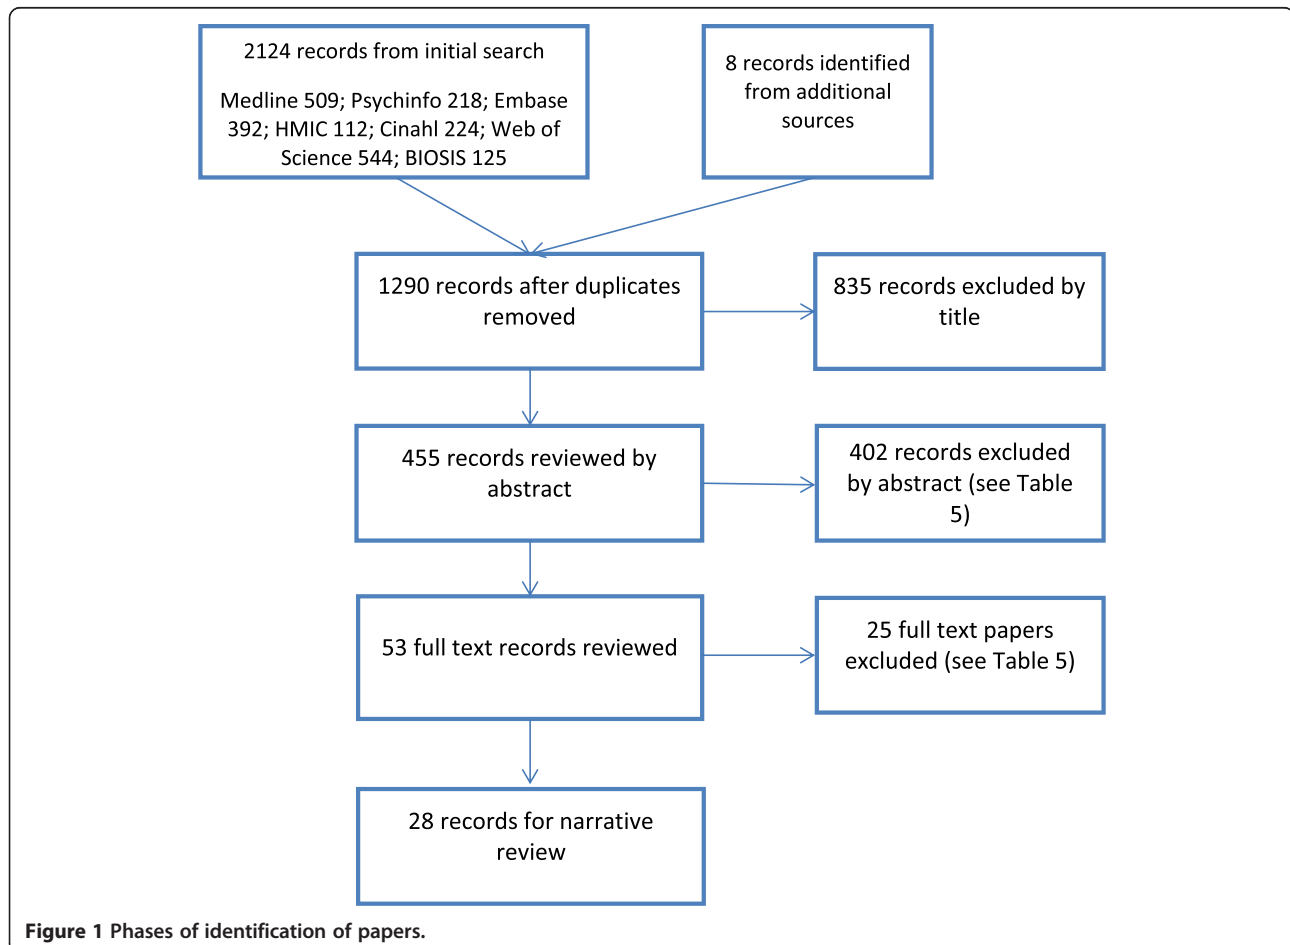 2124 records from initial search
Medline 509; Psychinfo 218; Embase
392; HMIC 112; Cinahl 224; Web of
Science 544; BIOSIS 125
8 records identified
from additional
sources
1290 records after duplicates
removed
835 records excluded by
title
455 records reviewed by
abstract
402 records excluded
by abstract (see Table
5)
53 full text records reviewed
25 full text papers
excluded (see Table 5)
28 records for narrative
review
Figure 1 Phases of identification of papers.